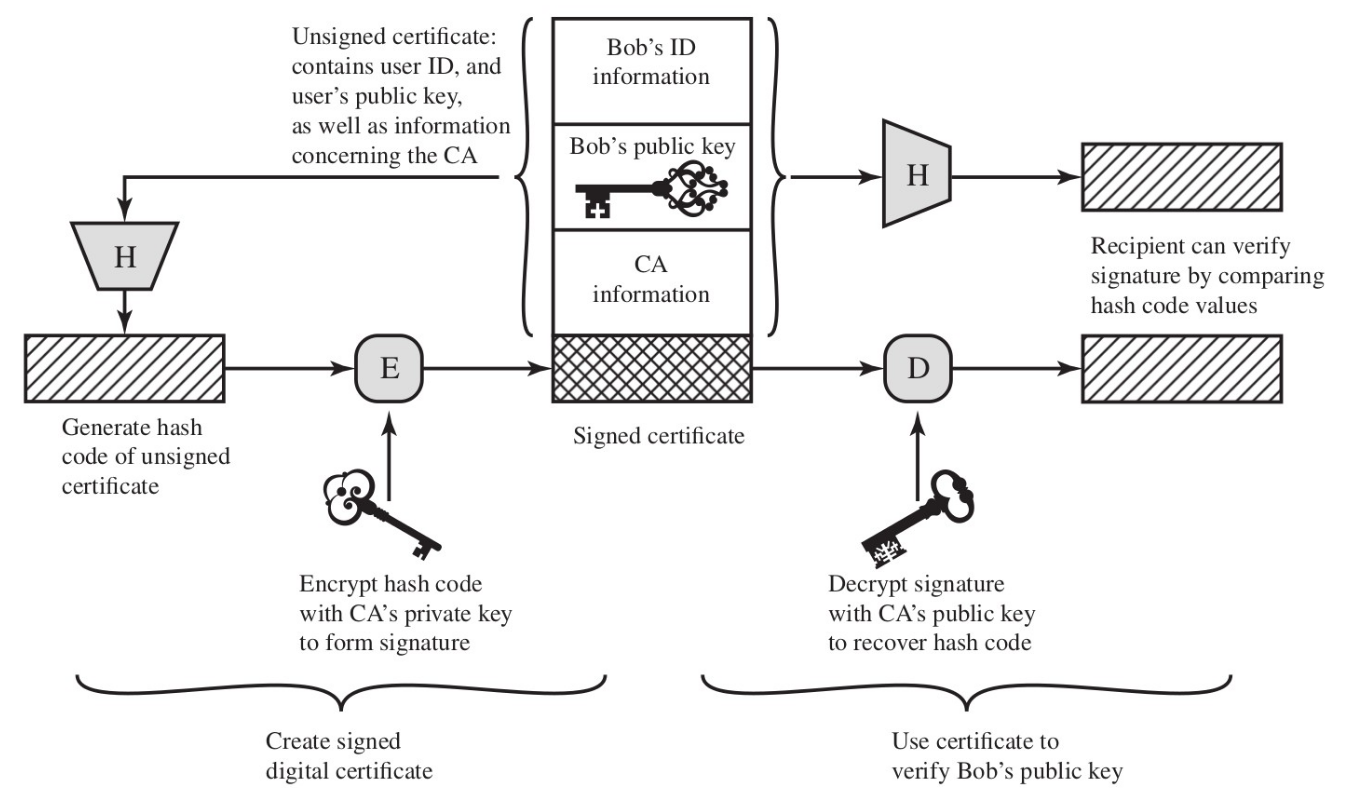 Unsigned certificate:
contains user ID, and
user’s public key,
as well as information
concerning the CA
Bob’s ID
information
Bob’s public key
CA
information
H
H
Recipient can verify
signature by comparing
hash code values
E
D
Generate hash
code of unsigned
certificate
Signed certificate
Encrypt hash code
with CA’s private key
to form signature
Decrypt signature
with CA’s public key
to recover hash code
Create signed
digital certificate
Use certificate to
verify Bob’s public key